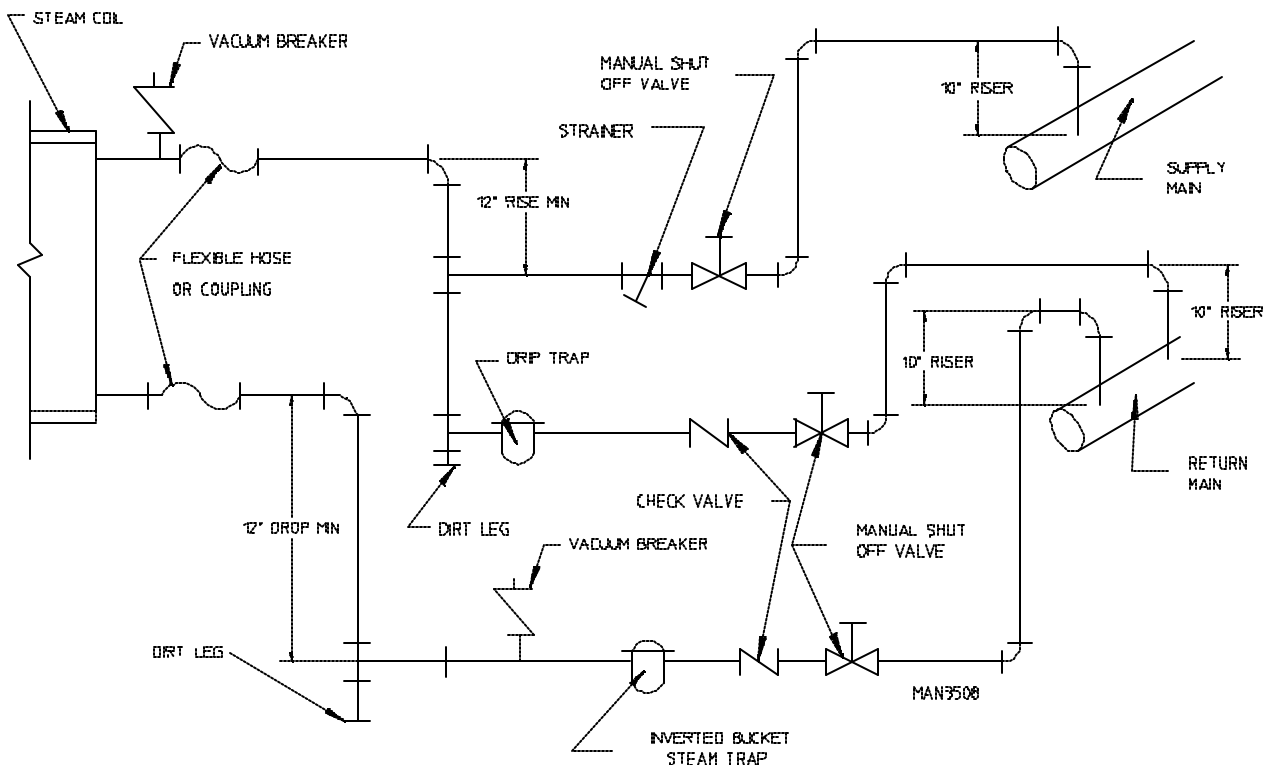 STEAM COIL
VACUUM BREAKER
MANUAL SHUT
OFF VALVE
10" RISER
STRAINER
SUPPLY
MAIN
12" RISE MIN
FLEXIBLE HOSE
OR COUPLING
10" RISER
DRIP TRAP
10" RISER
RETURN
MAIN
CHECK VALVE
12" DROP MIN
DIRT LEG
VACUUM BREAKER
MANUAL SHUT
OFF VALVE
DIRT LEG
MAN3508
INVERTED BUCKET
STEAM TRAP